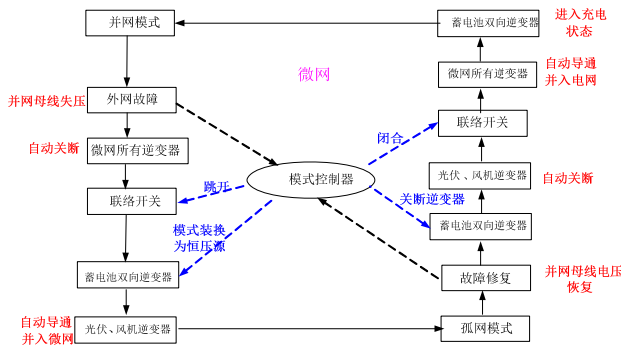 并网模式
蓄电池双向逆变器
进入充电
状态
微网
微网所有逆变器
自动导通
并入电网
并网母线失压
外网故障
闭合
联络开关
自动关断
微网所有逆变器
模式控制器
光伏、风机逆变器
自动关断
跳开
联络开关
关断逆变器
蓄电池双向逆变器
模式装换
为恒压源
蓄电池双向逆变器
故障修复
并网母线电压
恢复
自动导通
并入微网
光伏、风机逆变器
孤网模式